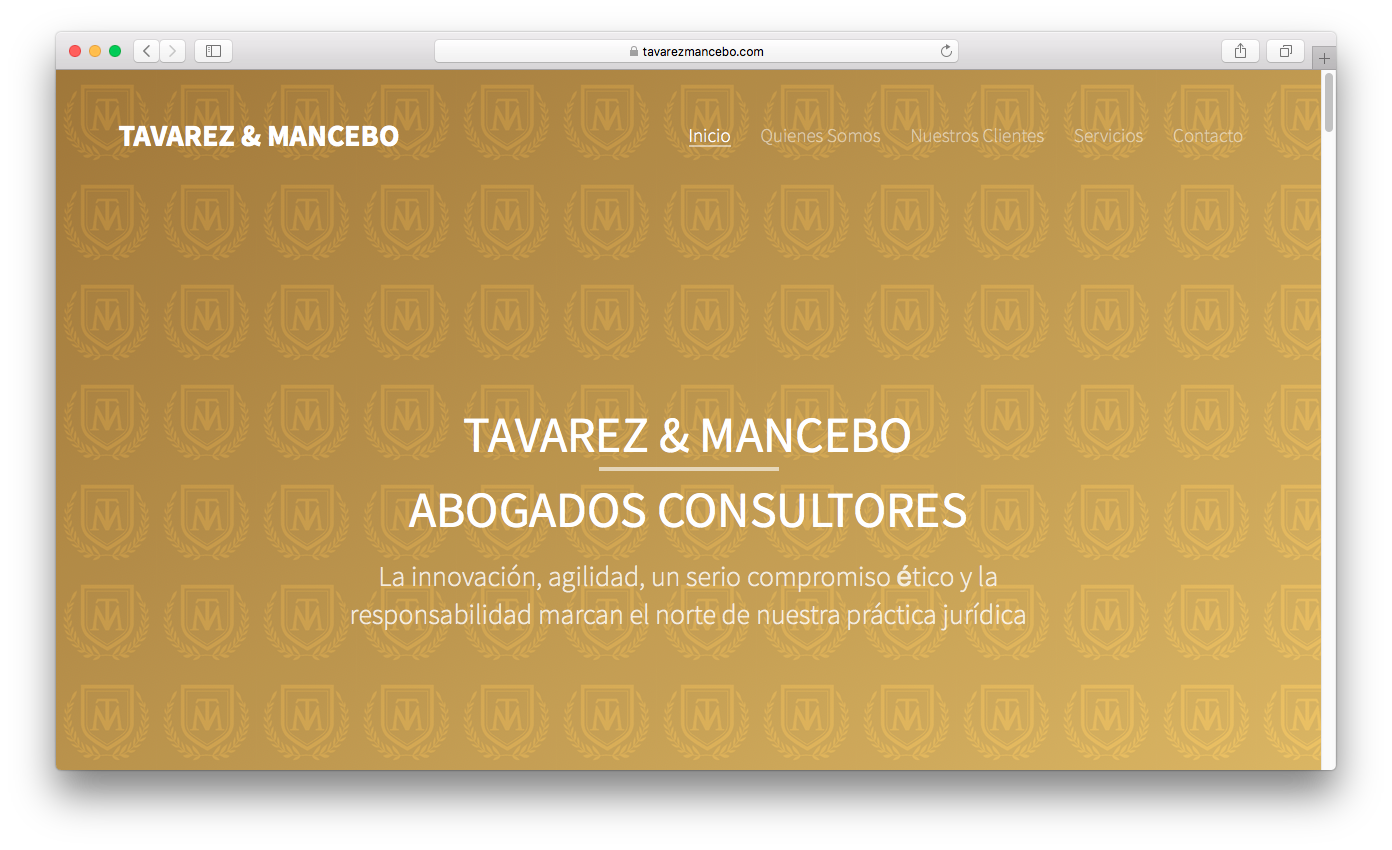 tavarezmancebo.com
TAVAREZ & MANCEBO
Inicio Quienes Somos Nuestros Clientes Servicios Contacto
TAVAREZ & MANCEBO
ABOGADOS CONSULTORES
La innovación, agilidad, un serio compromiso ético y la
responsabilidad marcan el norte de nuestra práctica jurídica